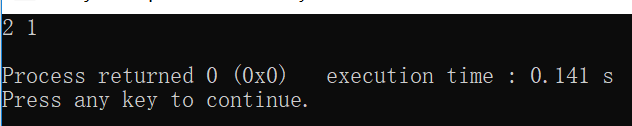 2 1
Process returned 0 (0x0)   execution time : 0.141 s
Press any key to continue.